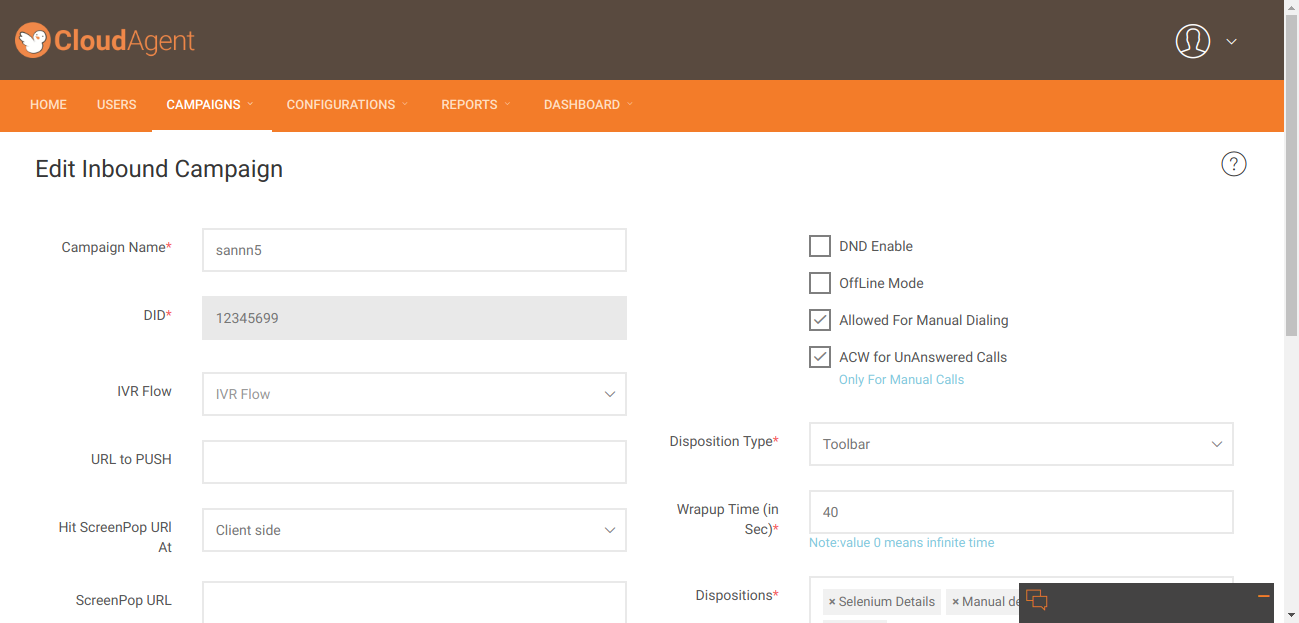 CloudAgent
HOME USERS CAMPAIGNS CONFIGURATIONS REPORTS DASHBOARD
Edit Inbound Campaign
?
Campaign Name*
sannn5
DID*
12345699
IVR Flow
IVR Flow
URL to PUSH
Hit ScreenPop URl
At
Client side
ScreenPop URL
DND Enable
OffLine Mode
Allowed For Manual Dialing
ACW for UnAnswered Calls
Only For Manual Calls
Disposition Type*
Toolbar
Wrapup Time (in
Sec)*
40
Note:value 0 means infinite time
Dispositions*
× Selenium Details × Manual de